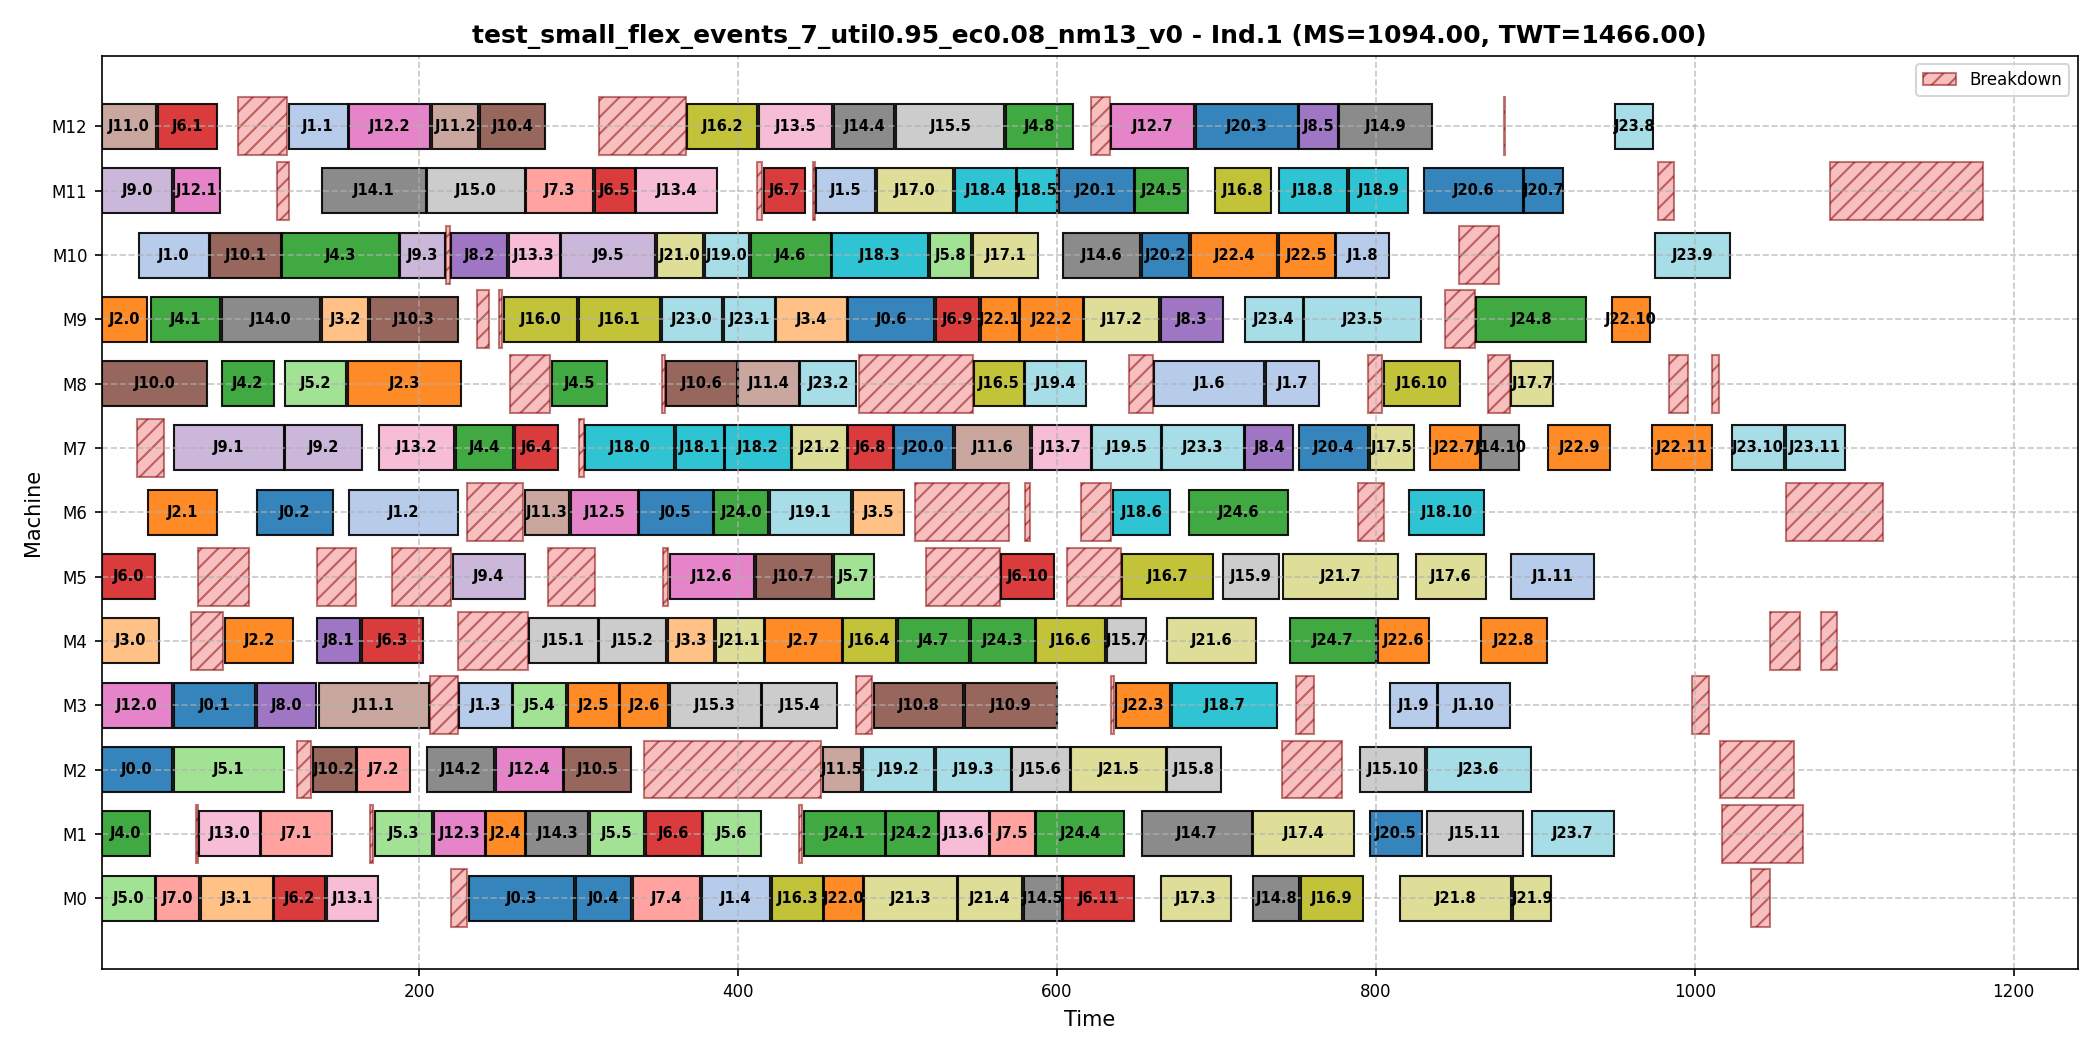 test_small_flex_events_7_util0.95_ec0.08_nm13_v0 - Ind.1 (MS=1094.00, TWT=1466.00)
Breakdown
M12 J11.0 J6.1 J1.1 J12.2 J11.2 J10.4 J16.2 J13.5 J14.4 J15.5 J4.8 J12.7 J20.3 J8.5 J14.9 J23.8
M11 J9.0 J12.1 J14.1 J15.0 J7.3 J6.5 J13.4 J6.7 J1.5 J17.0 J18.4 J18.5 J20.1 J24.5 J16.8 J18.8 J18.9 J20.6 J20.7
M10 J1.0 J10.1 J4.3 J9.3 J8.2 J13.3 J9.5 J21.0 J19.0 J4.6 J18.3 J5.8 J17.1 J14.6 J20.2 J22.4 J22.5 J1.8 J23.9
M9 J2.0 J4.1 J14.0 J3.2 J10.3 J16.0 J16.1 J23.0 J23.1 J3.4 J0.6 J6.9 J22.1 J22.2 J17.2 J8.3 J23.4 J23.5 J24.8 J22.10
M8 J10.0 J4.2 J5.2 J2.3 J4.5 J10.6 J11.4 J23.2 J16.5 J19.4 J1.6 J1.7 J16.10 J17.7
M7 J9.1 J9.2 J13.2 J4.4 J6.4 J18.0 J18.1 J18.2 J21.2 J6.8 J20.0 J11.6 J13.7 J19.5 J23.3 J8.4 J20.4 J17.5 J22.7 J14.10 J22.9 J22.11 J23.10 J23.11
M6 J2.1 J0.2 J1.2 J11.3 J12.5 J0.5 J24.0 J19.1 J3.5 J18.6 J24.6 J18.10
M5 J6.0 J9.4 J12.6 J10.7 J5.7 J6.10 J16.7 J15.9 J21.7 J17.6 J1.11
M4 J3.0 J2.2 J8.1 J6.3 J15.1 J15.2 J3.3 J21.1 J2.7 J16.4 J4.7 J24.3 J16.6 J15.7 J21.6 J24.7 J22.6 J22.8
M3 J12.0 J0.1 J8.0 J11.1 J1.3 J5.4 J2.5 J2.6 J15.3 J15.4 J10.8 J10.9 J22.3 J18.7 J1.9 J1.10
M2 J0.0 J5.1 J10.2 J7.2 J14.2 J12.4 J10.5 J11.5 J19.2 J19.3 J15.6 J21.5 J15.8 J15.10 J23.6
M1 J4.0 J13.0 J7.1 J5.3 J12.3 J2.4 J14.3 J5.5 J6.6 J5.6 J24.1 J24.2 J13.6 J7.5 J24.4 J14.7 J17.4 J20.5 J15.11 J23.7
M0 J5.0 J7.0 J3.1 J6.2 J13.1 J0.3 J0.4 J7.4 J1.4 J16.3 J22.0 J21.3 J21.4 J14.5 J6.11 J17.3 J14.8 J16.9 J21.8 J21.9
Machine
200 400 600 800 1000 1200
Time